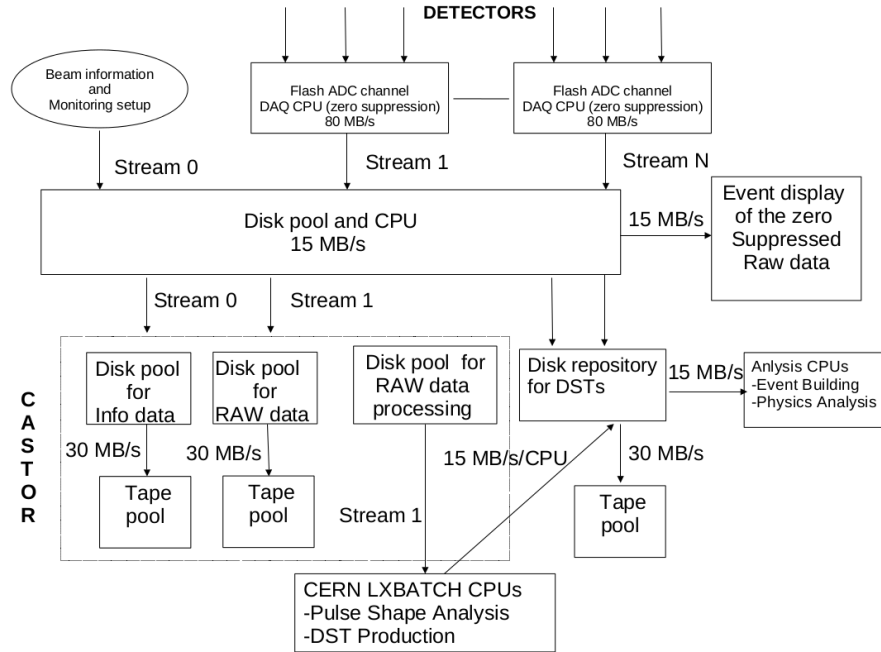 DETECTORS
Beam information
and
Monitoring setup
Flash ADC channel
DAQ CPU (zero suppression)
80 MB/s
Flash ADC channel
DAQ CPU (zero suppression)
80 MB/s
Stream 0
Stream 1
Stream N
Disk pool and CPU
15 MB/s
15 MB/s
Event display
of the zero
Suppressed
Raw data
Stream 0
Stream 1
CASTOR
Disk pool
for
Info data
Disk pool
for
RAW data
Disk pool for
RAW data
processing
Disk repository
for DSTs
15 MB/s
Anlysis CPUs
-Event Building
-Physics Analysis
30 MB/s
30 MB/s
15 MB/s/CPU
30 MB/s
Tape
pool
Tape
pool
Stream 1
Tape
pool
CERN LXBATCH CPUs
-Pulse Shape Analysis
-DST Production